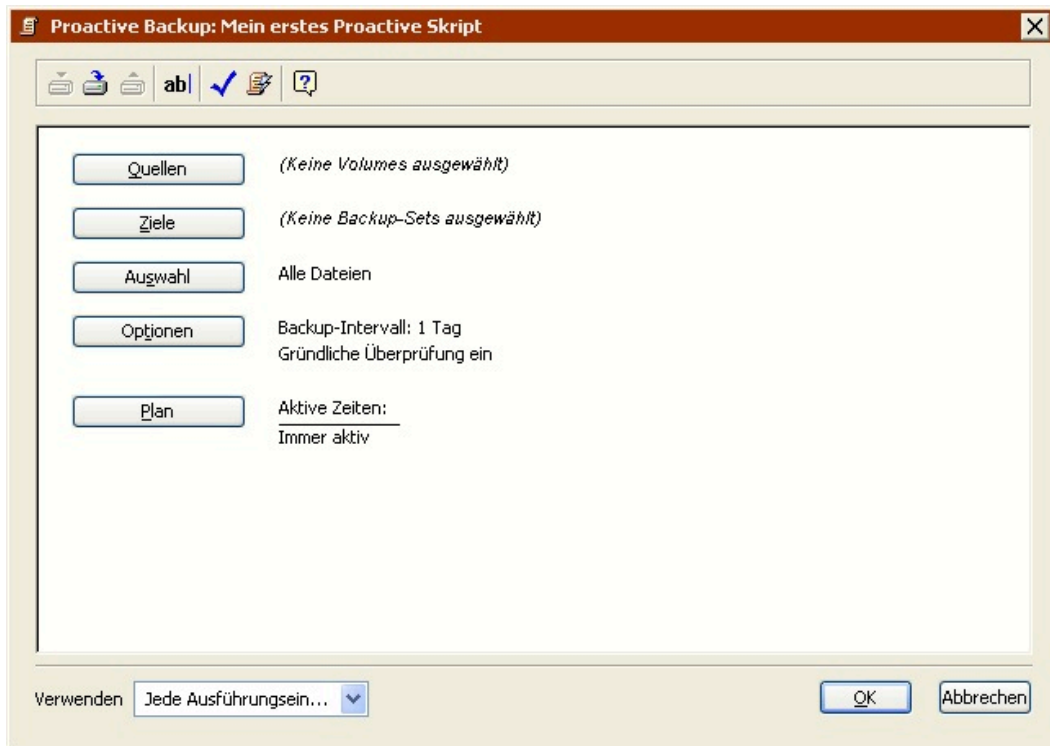 Proactive Backup: Mein erstes Proactive Skript
ab|
Quellen (Keine Volumes ausgewählt)
Ziele (Keine Backup-Sets ausgewählt)
Auswahl Alle Dateien
Optionen Backup-Intervall: 1 Tag
Gründliche Überprüfung ein
Plan Aktive Zeiten:
Immer aktiv
Verwenden Jede Ausführungsein... OK Abbrechen